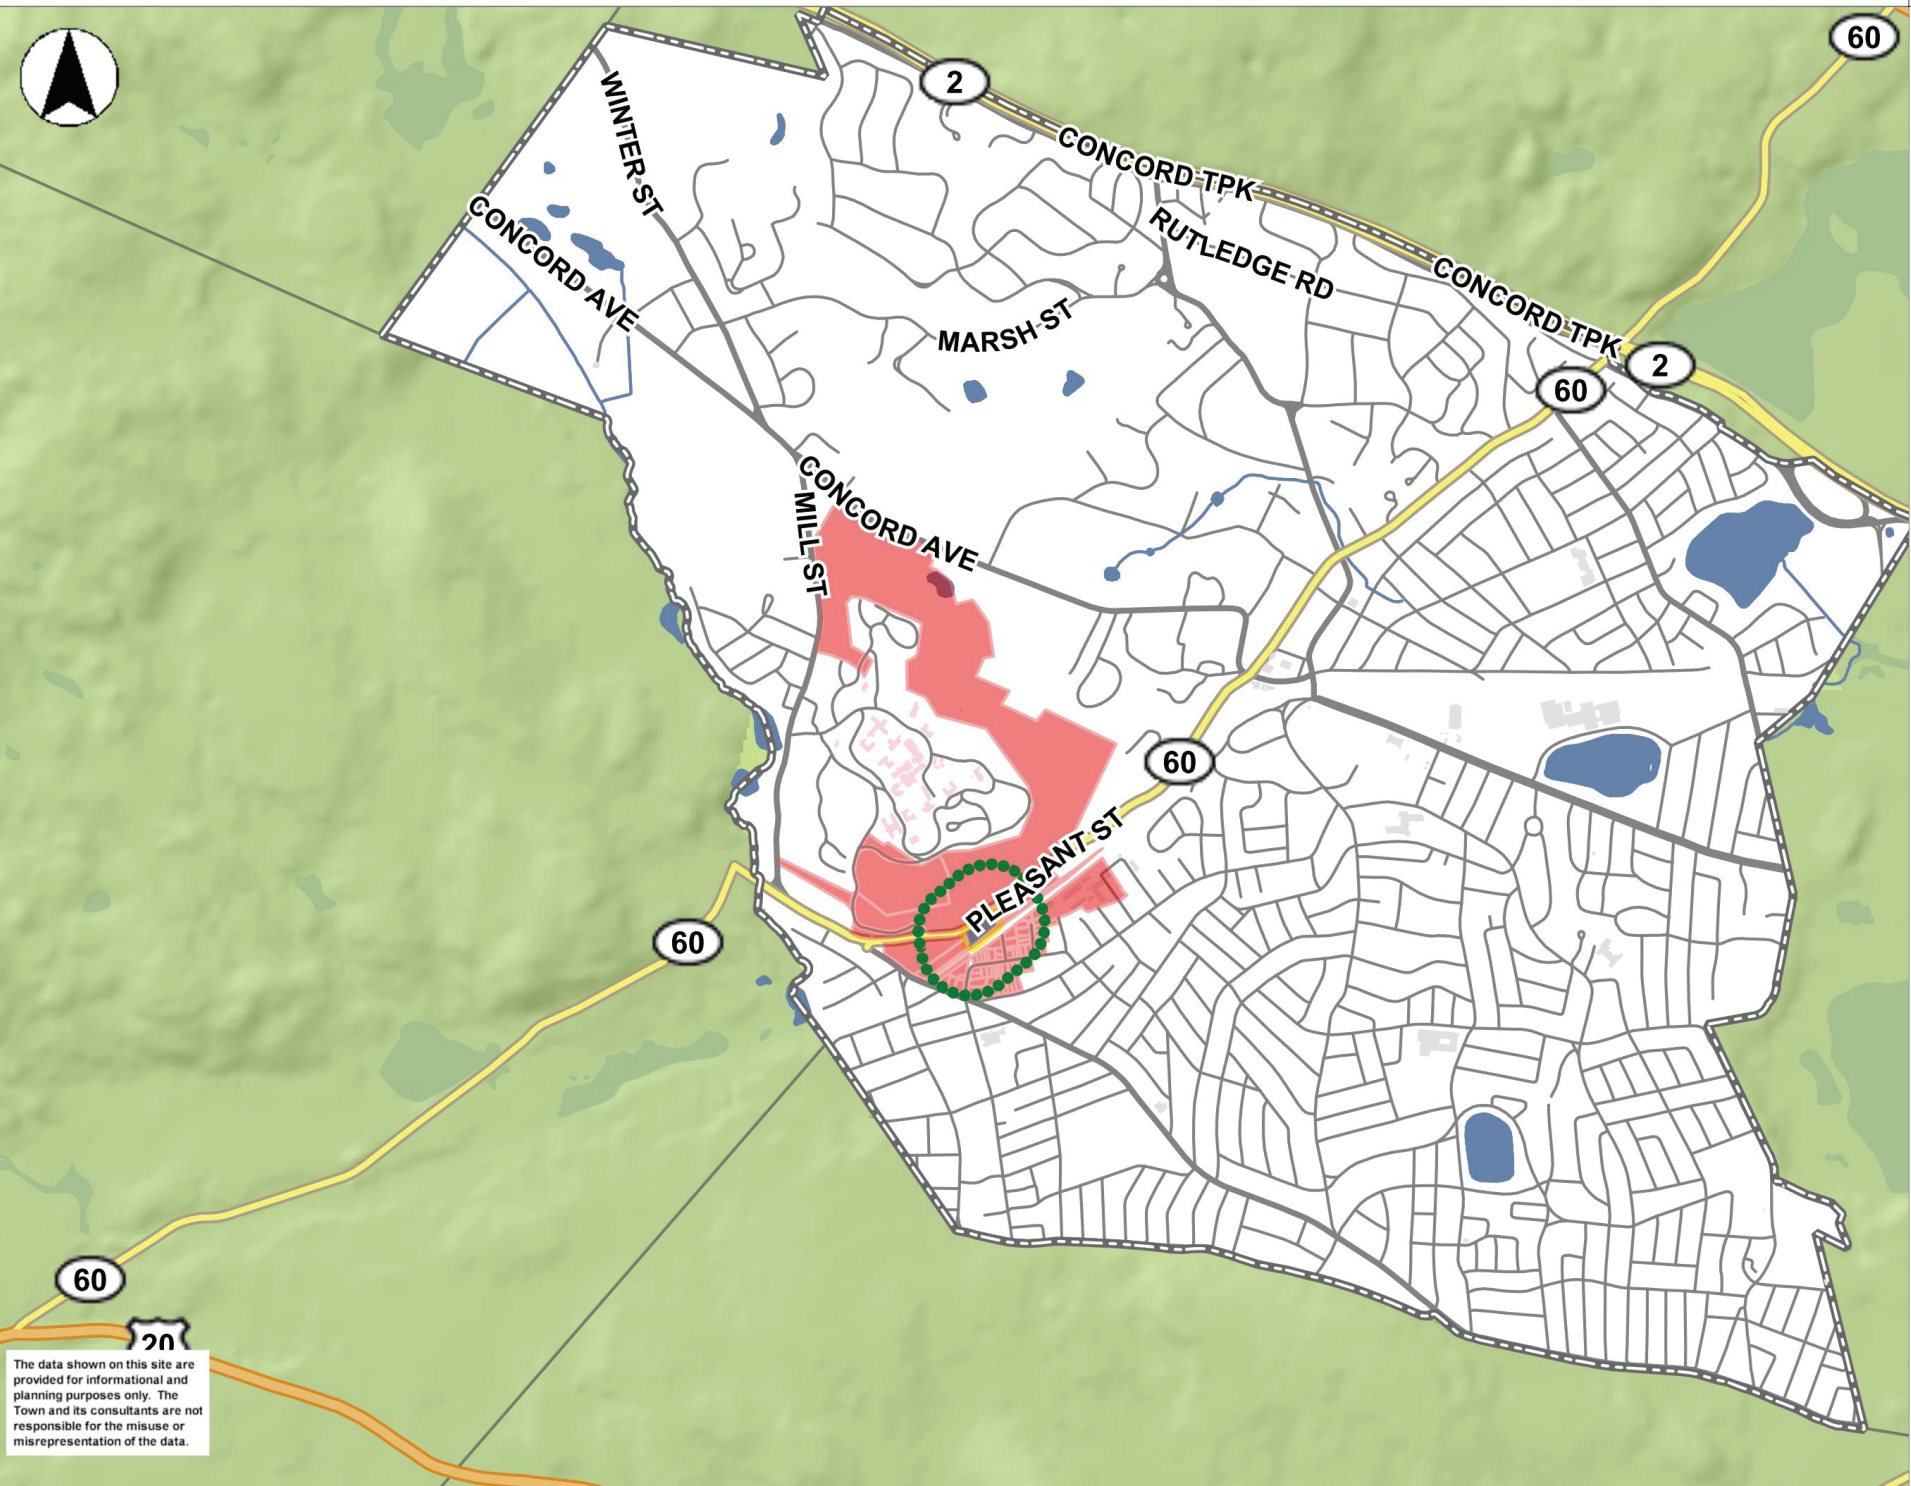 60
2
WINTER ST
CONCORD TPK
CONCORD AVE
RUTLEDGE RD
CONCORD TPK
MARSH ST
2
60
CONCORD AVE
MILL ST
60
PLEASANT ST
60
60
20
The data shown on this site are
provided for informational and
planning purposes only. The
Town and its consultants are not
responsible for the misuse or
misrepresentation of the data.